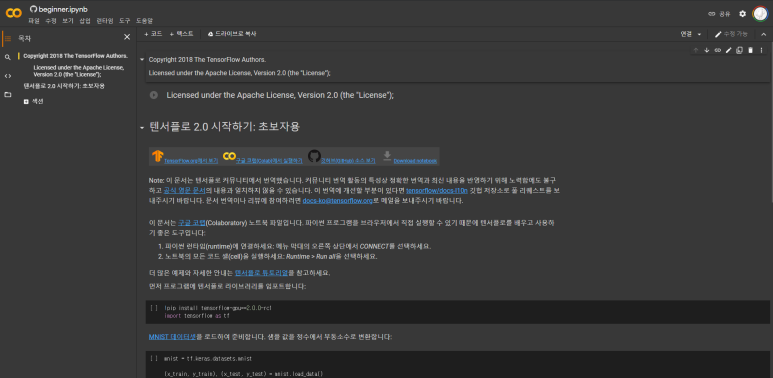 beginner.ipynb
파일 수정 보기 삽입 런타임 도구 도움말
공유
목차
+ 코드 + 텍스트 드라이브로 복사
연결 수정 가능
Copyright 2018 The TensorFlow Authors.
Licensed under the Apache License,
Version 2.0 (the "License");
텐서플로 2.0 시작하기: 초보자용
섹션
Copyright 2018 The TensorFlow Authors.
Licensed under the Apache License, Version 2.0 (the "License");
Licensed under the Apache License, Version 2.0 (the "License");
텐서플로 2.0 시작하기: 초보자용
TensorFlow.org에서 보기 구글 코랩(Colab)에서 실행하기 깃허브(GitHub) 소스 보기 Download notebook
Note: 이 문서는 텐서플로 커뮤니티에서 번역했습니다. 커뮤니티 번역 활동의 특성상 정확한 번역과 최신 내용을 반영하기 위해 노력함에도 불구
하고 공식 영문 문서의 내용과 일치하지 않을 수 있습니다. 이 번역에 개선할 부분이 있다면 tensorflow/docs-l10n 깃헙 저장소로 풀 리퀘스트를 보
내주시기 바랍니다. 문서 번역이나 리뷰에 참여하려면 docs-ko@tensorflow.org로 메일을 보내주시기 바랍니다.
이 문서는 구글 코랩(Colaboratory) 노트북 파일입니다. 파이썬 프로그램을 브라우저에서 직접 실행할 수 있기 때문에 텐서플로를 배우고 사용하
기 좋은 도구입니다:
1. 파이썬 런타임(runtime)에 연결하세요: 메뉴 막대의 오른쪽 상단에서 CONNECT를 선택하세요.
2. 노트북의 모든 코드 셀(cell)을 실행하세요: Runtime > Run all을 선택하세요.
더 많은 예제와 자세한 안내는 텐서플로 튜토리얼을 참고하세요.
먼저 프로그램에 텐서플로 라이브러리를 임포트합니다:
[ ] !pip install tensorflow-gpu==2.0.0-rc1
import tensorflow as tf
MNIST 데이터셋을 로드하여 준비합니다. 샘플 값을 정수에서 부동소수로 변환합니다:
[ ] mnist = tf.keras.datasets.mnist
(x_train, y_train), (x_test, y_test) = mnist.load_data()